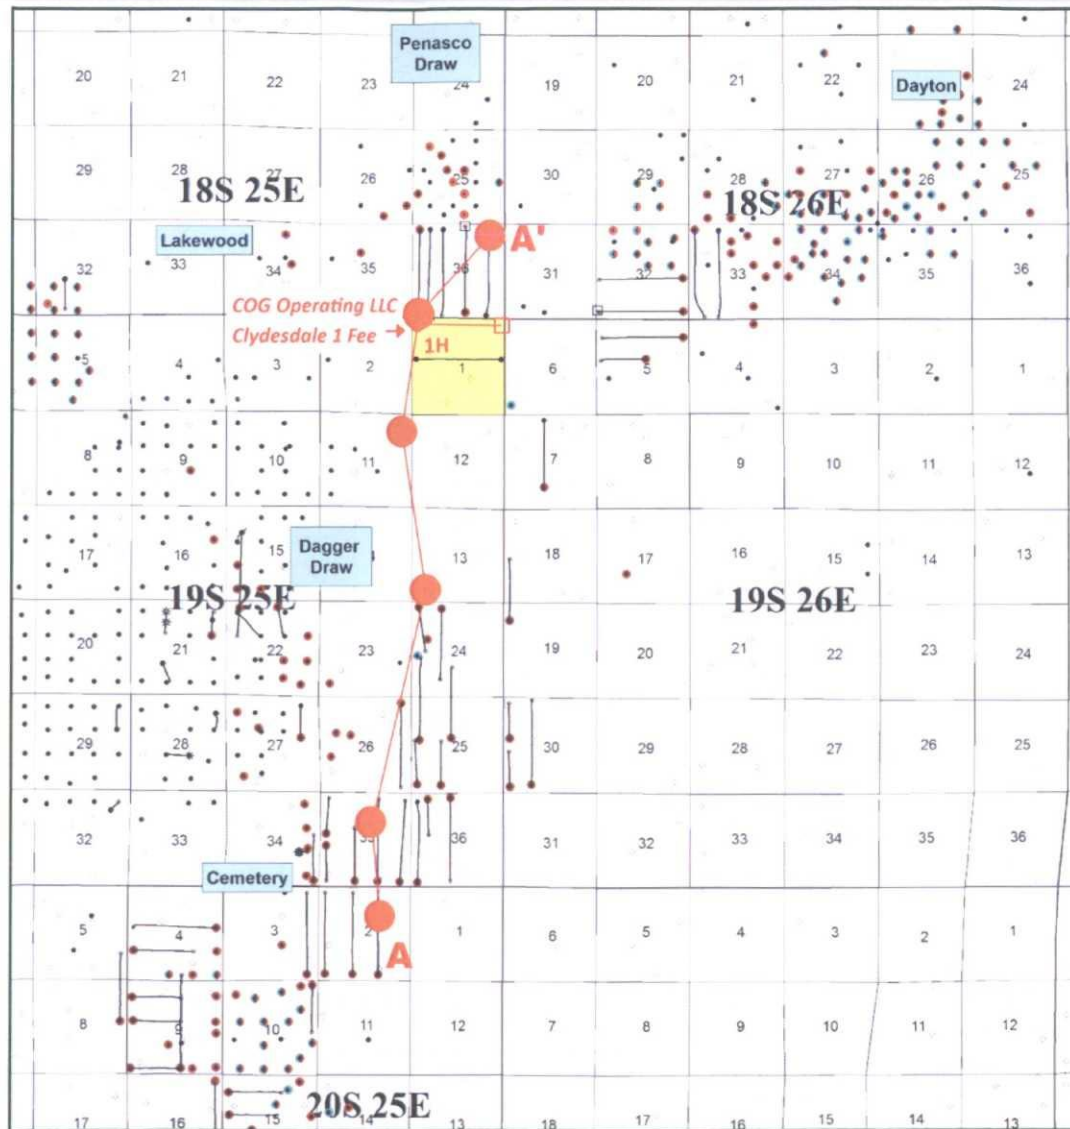 Penasco
Draw
20 21 22 23 24 19 20 21 22 24
Dayton
29 28 27 26 25 30 29 28 27 26 25
18S 25E
18S 26E
Lakewood
A'
32 33 34 35 36 31 32 33 34 35 36
COG Operating LLC
Clydesdale 1 Fee
1H
5 4 3 2 1 6 5 4 3 2 1
8 9 10 11 12 7 8 9 10 11 12
Dagger
Draw
17 16 15 13 18 17 16 15 14 13
19S 25E
19S 26E
20 21 22 23 24 19 20 21 22 23 24
29 28 27 26 25 30 29 28 27 26 25
32 33 34 35 36 31 32 33 34 35 36
Cemetery
5 4 3 2 1 6 5 4 3 2 1
A
8 9 10 11 12 7 8 9 10 11 12
20S 25E
17 16 15 14 13 18 17 16 15 14 13